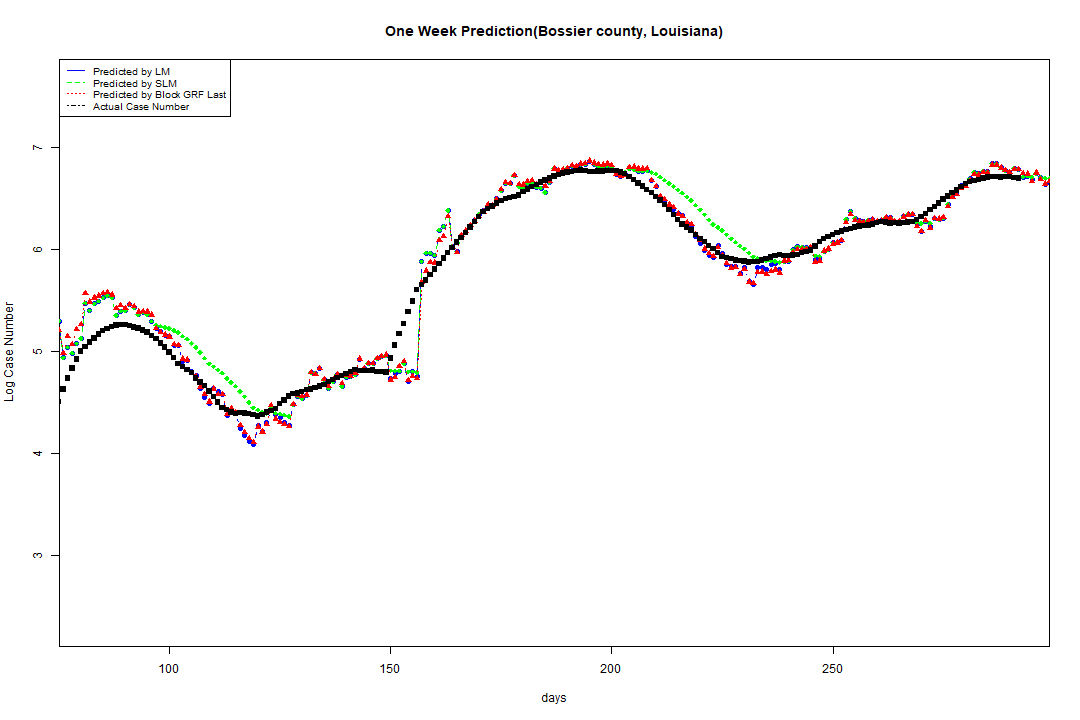 One Week Prediction(Bossier county, Louisiana)
Predicted by LM
Predicted by SLM
Predicted by Block GRF Last
Actual Case Number
7
6
5
4
3
Log Case Number
100
150
200
250
days